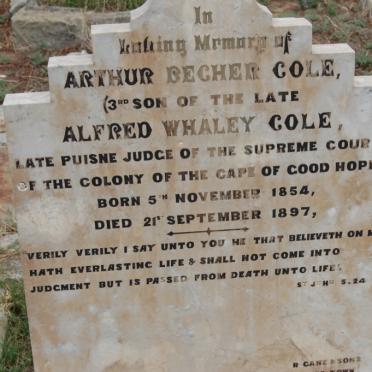 In
Loving Memory of
ARTHUR BECHER COLE,
(3RD SON OF THE LATE
ALFRED WHALEY COLE,
LATE PUISNE JUDGE OF THE SUPREME COUR
OF THE COLONY OF THE CAPE OF GOOD HOPE
BORN 5TH NOVEMBER 1854,
DIED 21ST SEPTEMBER 1897,
VERILY VERILY I SAY UNTO YOU HE THAT BELIEVETH ON
HATH EVERLASTING LIFE & SHALL NOT COME INTO
JUDGMENT BUT IS PASSED FROM DEATH UNTO LIFE,
ST JOHN 5.24
R CANE & SONS